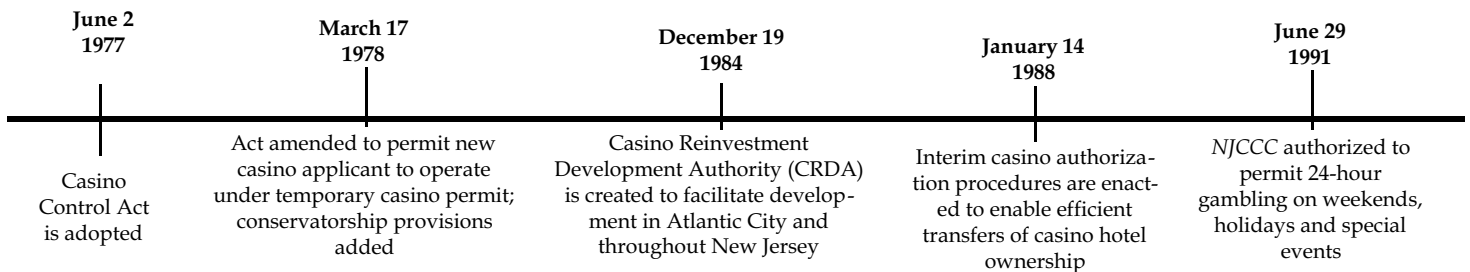 June 2
1977
Casino
Control Act
is adopted
March 17
1978
Act amended to permit new
casino applicant to operate
under temporary casino permit;
conservatorship provisions
added
December 19
1984
Casino Reinvestment
Development Authority (CRDA)
is created to facilitate develop-
ment in Atlantic City and
throughout New Jersey
January 14
1988
Interim casino authoriza-
tion procedures are enact-
ed to enable efficient
transfers of casino hotel
ownership
June 29
1991
NJCCC authorized to
permit 24-hour
gambling on weekends,
holidays and special
events